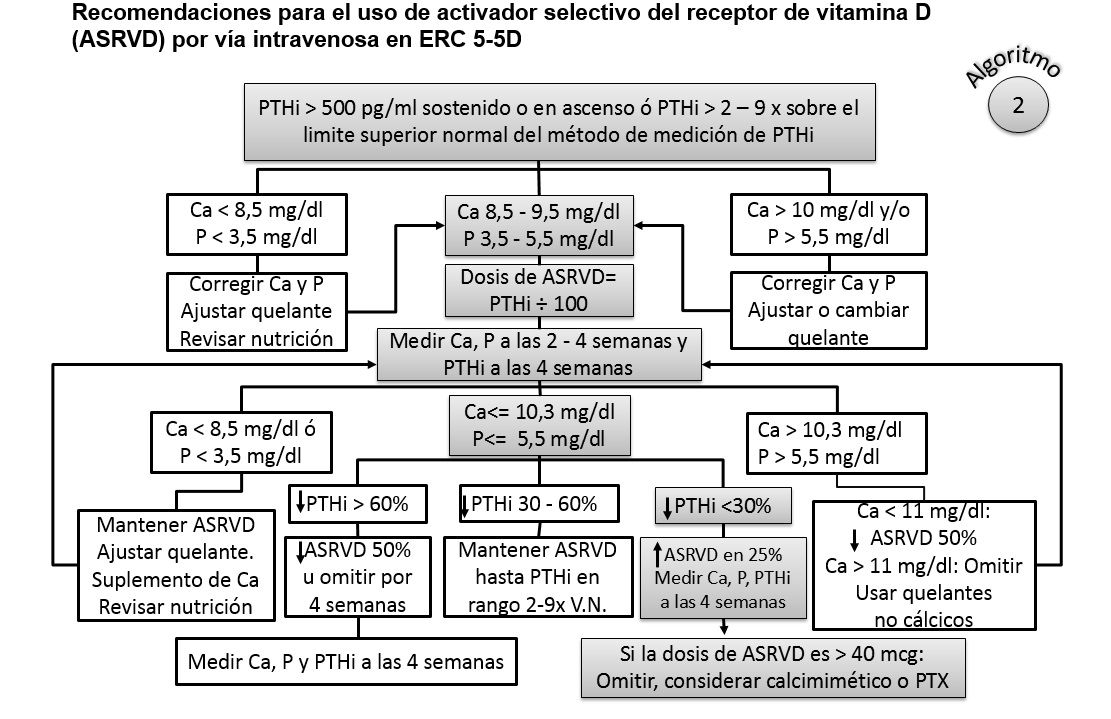 Recomendaciones para el uso de activador selectivo del receptor de vitamina D
(ASRVD) por vía intravenosa en ERC 5-5D
Algoritmo
2
PTHi > 500 pg/ml sostenido o en ascenso ó PTHi > 2 – 9 x sobre el
limite superior normal del método de medición de PTHi
Ca < 8,5 mg/dl
P < 3,5 mg/dl
Ca 8,5 - 9,5 mg/dl
P 3,5 - 5,5 mg/dl
Ca > 10 mg/dl y/o
P > 5,5 mg/dl
Corregir Ca y P
Ajustar quelante
Revisar nutrición
Dosis de ASRVD=
PTHi ÷ 100
Corregir Ca y P
Ajustar o cambiar
quelante
Medir Ca, P a las 2 - 4 semanas y
PTHi a las 4 semanas
Ca < 8,5 mg/dl ó
P < 3,5 mg/dl
Ca<= 10,3 mg/dl
P<= 5,5 mg/dl
Ca > 10,3 mg/dl
P > 5,5 mg/dl
Mantener ASRVD
Ajustar quelante.
Suplemento de Ca
Revisar nutrición
↓PTHi > 60%
↓PTHi 30 - 60%
↓PTHi <30%
↓ASRVD 50%
u omitir por
4 semanas
Mantener ASRVD
hasta PTHi en
rango 2-9x V.N.
↑ASRVD en 25%
Medir Ca, P, PTHi
a las 4 semanas
Ca < 11 mg/dl:
↓ ASRVD 50%
Ca > 11 mg/dl: Omitir
Usar quelantes
no cálcicos
Medir Ca, P y PTHi a las 4 semanas
Si la dosis de ASRVD es > 40 mcg:
Omitir, considerar calcimimético o PTX